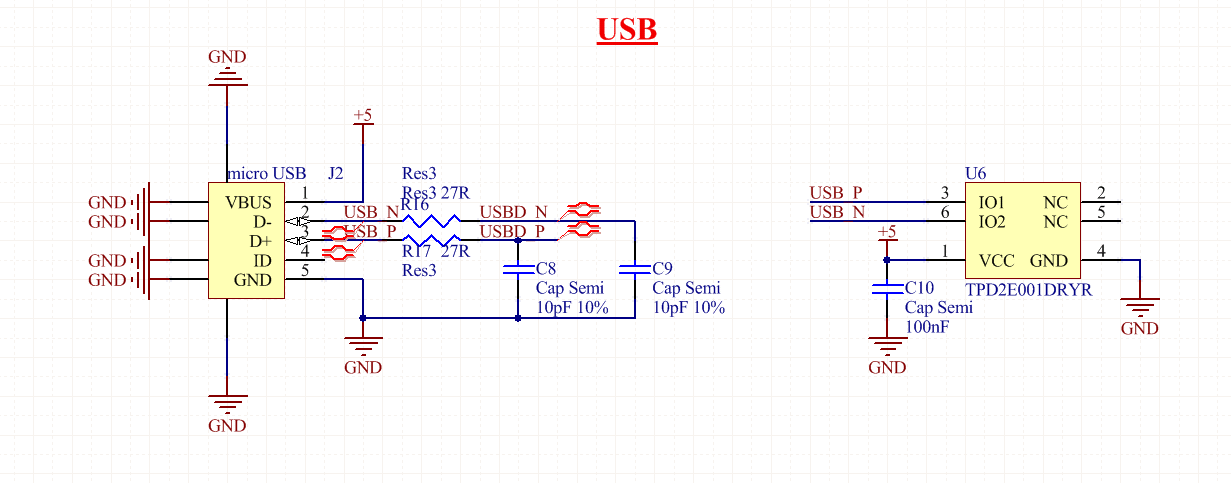 USB
GND
+5
micro USB J2
Res3
Res3 27R
R16
GND VBUS 1
USB_N USBD_N
GND D- 2
USB_P USBD_P
D+ 3
R17 27R
GND ID 4
Res3
GND GND 5
C8
Cap Semi
10pF 10%
C9
Cap Semi
10pF 10%
GND
GND
U6
USB_P 3 IO1 NC 2
USB_N 6 IO2 NC 5
+5
1 VCC GND 4
TPD2E001DRYR
C10
Cap Semi
100nF
GND
GND